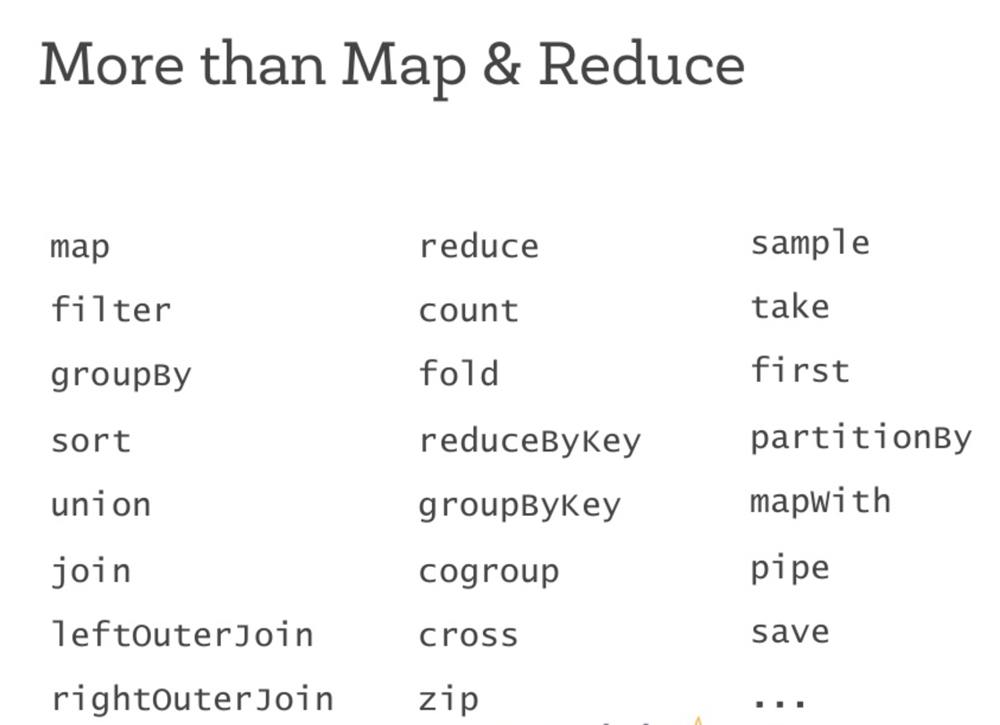 More than Map & Reduce
map
filter
groupBy
sort
union
join
leftOuterJoin
rightOuterJoin
reduce
count
fold
reduceByKey
groupByKey
cogroup
cross
zip
sample
take
first
partitionBy
mapWith
pipe
save
...